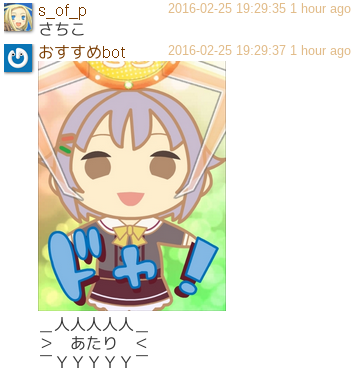 s_of_p 2016-02-25 19:29:35 1 hour ago
さちこ
おすすめbot 2016-02-25 19:29:37 1 hour ago
ドヤ!
＿人人人人人＿
＞　あたり　＜
￣ＹＹＹＹＹ￣